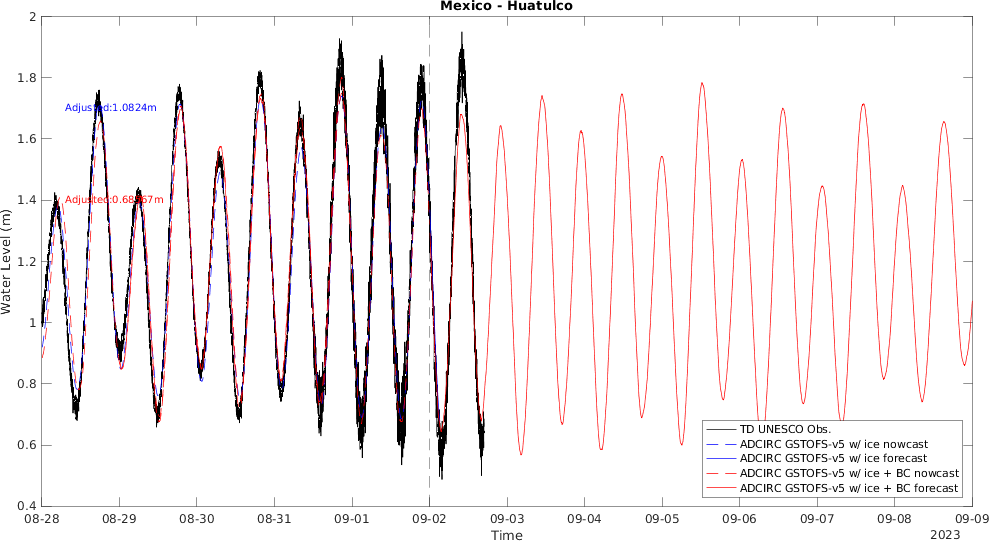 Mexico - Huatulco
2
1.8
1.6
1.4
1.2
1
0.8
0.6
0.4
Water Level (m)
Adjusted:1.0824m
TD UNESCO Obs.
ADCIRC GSTOFS-v5 w/ ice nowcast
ADCIRC GSTOFS-v5 w/ ice forecast
ADCIRC GSTOFS-v5 w/ ice + BC nowcast
ADCIRC GSTOFS-v5 w/ ice + BC forecast
08-28 08-29 08-30 08-31 09-01 09-02 09-03 09-04 09-05 09-06 09-07 09-08 09-09
Time
2023